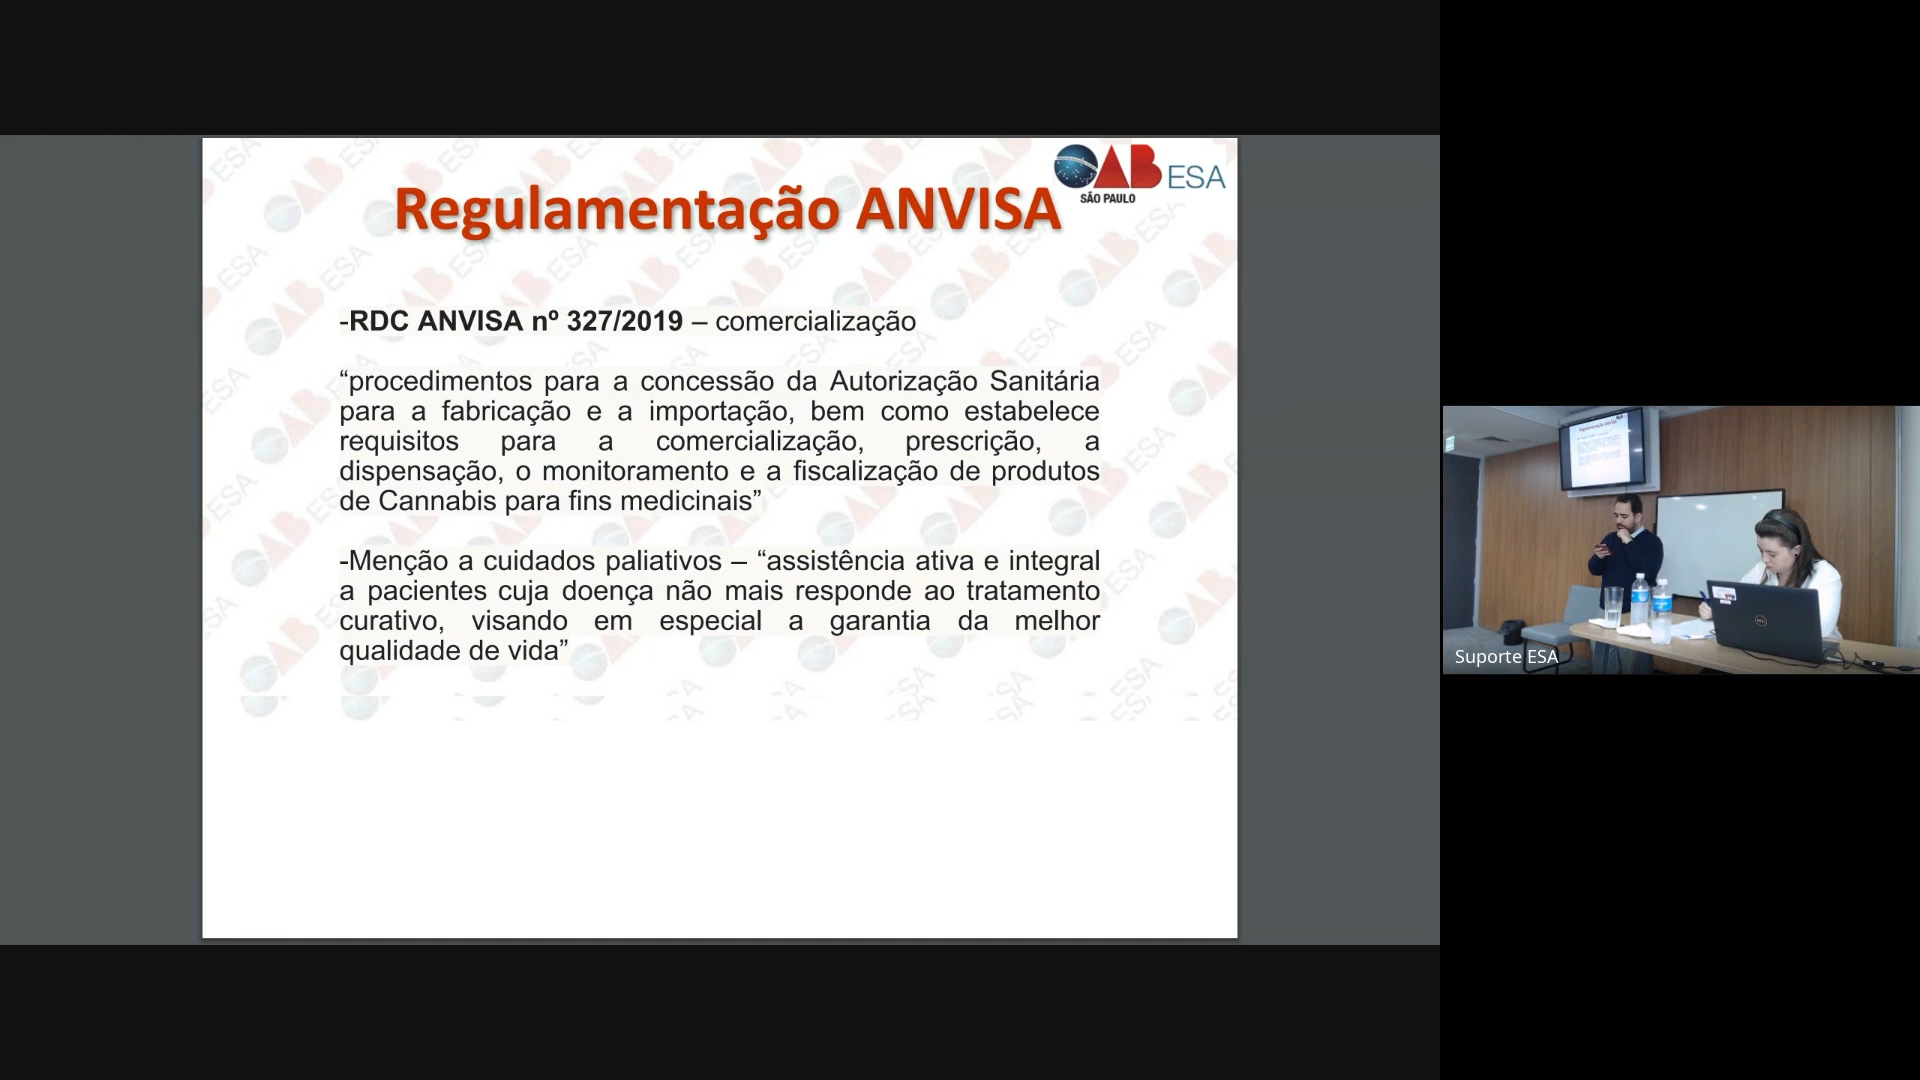 Regulamentação ANVISA
OAB ESA
SÃO PAULO
-RDC ANVISA nº 327/2019 – comercialização
“procedimentos para a concessão da Autorização Sanitária
para a fabricação e a importação, bem como estabelece
requisitos para a comercialização, prescrição, a
dispensação, o monitoramento e a fiscalização de produtos
de Cannabis para fins medicinais”
-Menção a cuidados paliativos – “assistência ativa e integral
a pacientes cuja doença não mais responde ao tratamento
curativo, visando em especial a garantia da melhor
qualidade de vida”
Regulamentação ANVISA
Suporte ESA